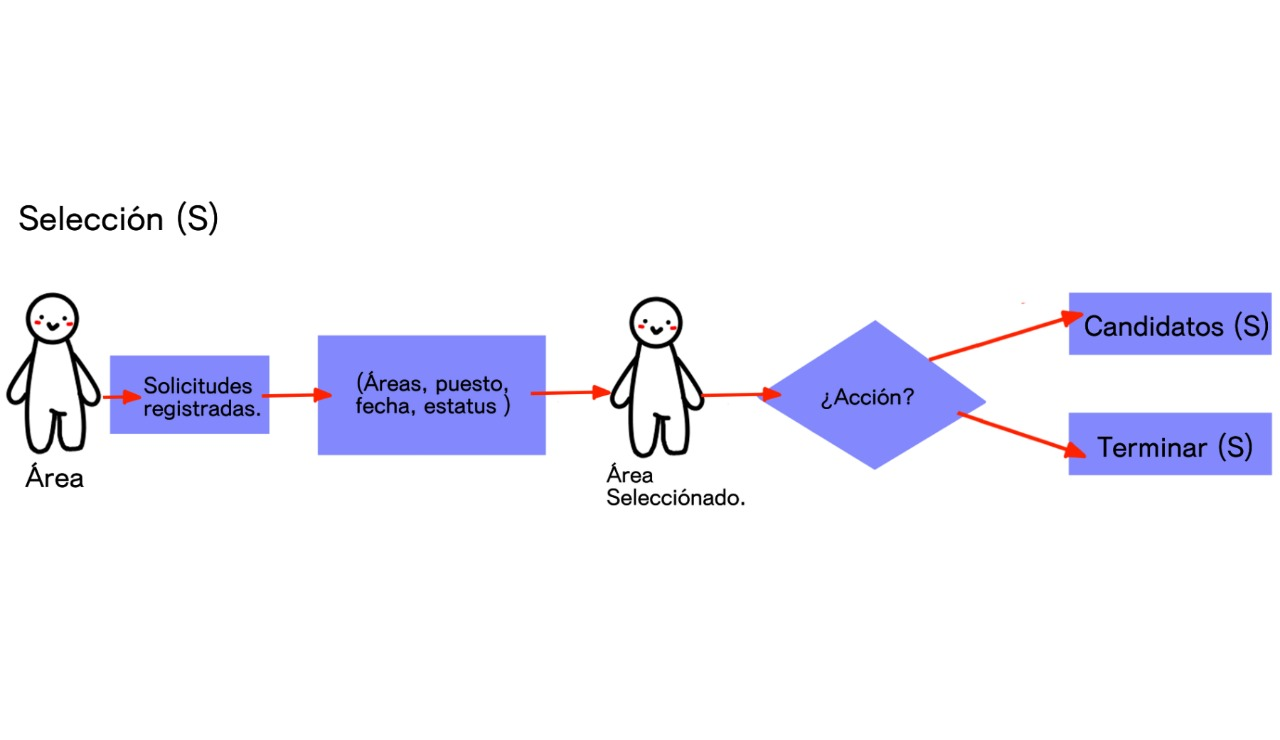 Selección (S)
Solicitudes
registradas.
Área
(Áreas, puesto,
fecha, estatus )
Área
Selecciónado.
¿Acción?
Candidatos (S)
Terminar (S)